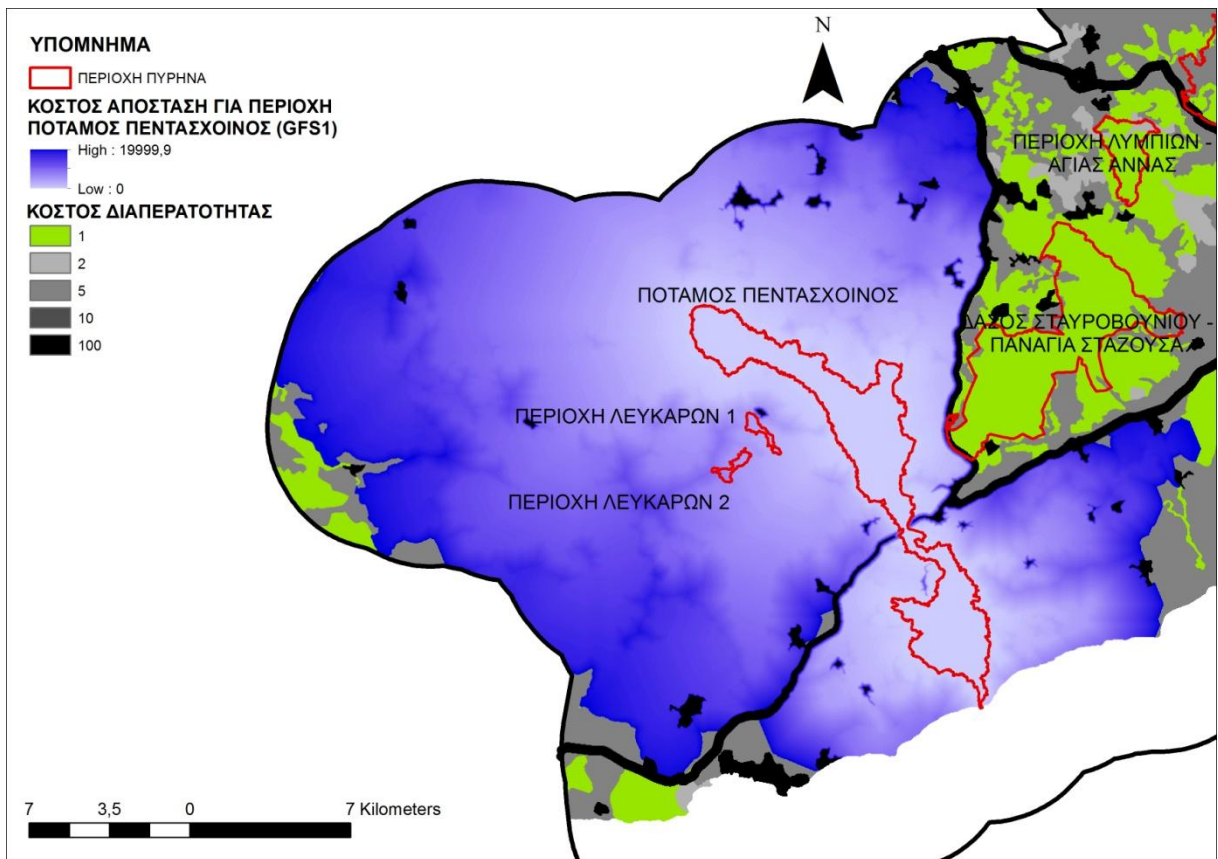 ΥΠΟΜΝΗΜΑ
ΠΕΡΙΟΧΗ ΠΥΡΗΝΑ
ΚΟΣΤΟΣ ΑΠΟΣΤΑΣΗ ΓΙΑ ΠΕΡΙΟΧΗ
ΠΟΤΑΜΟΣ ΠΕΝΤΑΣΧΟΙΝΟΣ (GFS1)
High : 19999,9
Low : 0
ΚΟΣΤΟΣ ΔΙΑΠΕΡΑΤΟΤΗΤΑΣ
1
2
5
10
100
N
ΠΕΡΙΟΧΗ ΛΥΜΠΙΩΝ -
ΑΓΙΑΣ ΑΝΝΑΣ
ΠΟΤΑΜΟΣ ΠΕΝΤΑΣΧΟΙΝΟΣ
ΔΑΣΟΣ ΣΤΑΥΡΟΒΟΥΝΙΟΥ -
ΠΑΝΑΓΙΑ ΣΤΑΖΟΥΣΑ
ΠΕΡΙΟΧΗ ΛΕΥΚΑΡΩΝ 1
ΠΕΡΙΟΧΗ ΛΕΥΚΑΡΩΝ 2
7 3,5 0 7 Kilometers